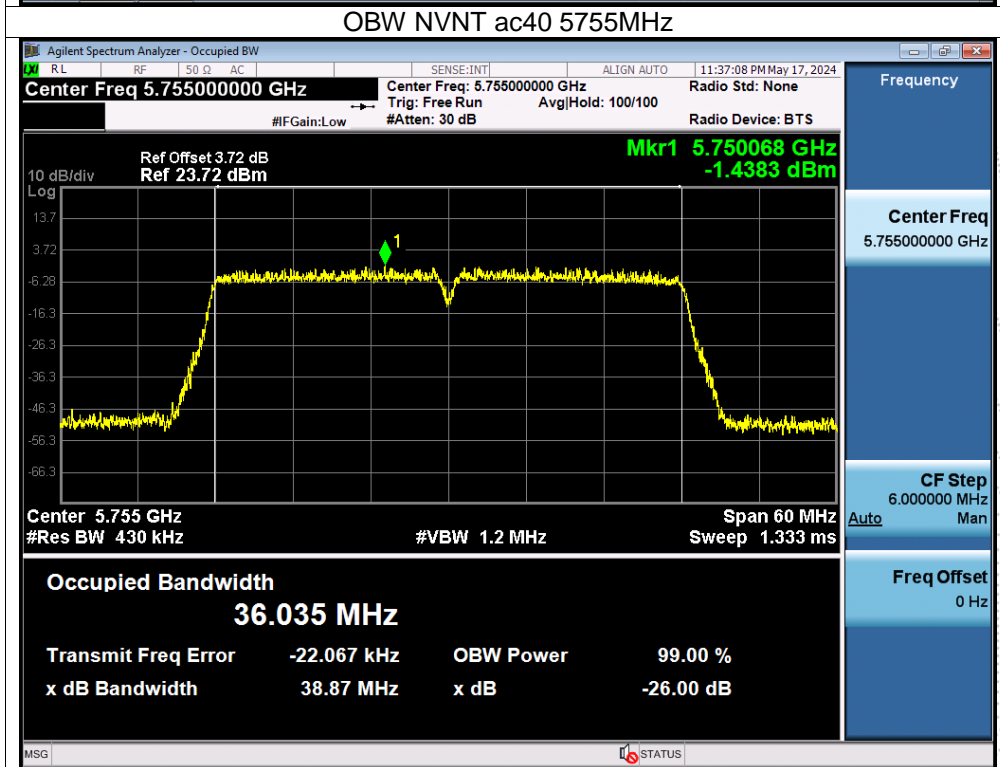 OBW NVNT ac40 5755MHz
Agilent Spectrum Analyzer - Occupied BW
LXI RL RF 50 Ω AC SENSE:INT ALIGN AUTO 11:37:08 PM May 17, 2024
Center Freq 5.755000000 GHz
Center Freq: 5.755000000 GHz Radio Std: None
Trig: Free Run Avg|Hold: 100/100
#IFGain:Low #Atten: 30 dB Radio Device: BTS
Frequency
Mkr1 5.750068 GHz
-1.4383 dBm
Ref Offset 3.72 dB
10 dB/div Ref 23.72 dBm
Log
13.7
3.72
-6.28
-16.3
-26.3
-36.3
-46.3
-56.3
-66.3
1
Center 5.755 GHz Span 60 MHz
#Res BW 430 kHz #VBW 1.2 MHz Sweep 1.333 ms
Center Freq
5.755000000 GHz
CF Step
6.000000 MHz
Auto Man
Freq Offset
0 Hz
Occupied Bandwidth
36.035 MHz
Transmit Freq Error -22.067 kHz OBW Power 99.00 %
x dB Bandwidth 38.87 MHz x dB -26.00 dB
MSG STATUS